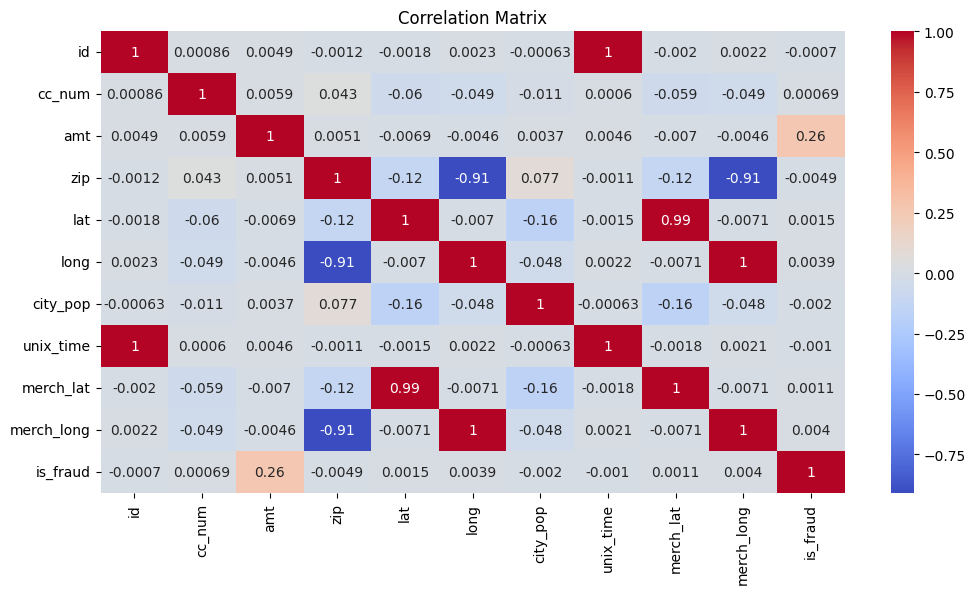 Correlation Matrix
id 1 0.00086 0.0049 -0.0012 -0.0018 0.0023 -0.00063 1 -0.002 0.0022 -0.0007
cc_num 0.00086 1 0.0059 0.043 -0.06 -0.049 -0.011 0.0006 -0.059 -0.049 0.00069
amt 0.0049 0.0059 1 0.0051 -0.0069 -0.0046 0.0037 0.0046 -0.007 -0.0046 0.26
zip -0.0012 0.043 0.0051 1 -0.12 -0.91 0.077 -0.0011 -0.12 -0.91 -0.0049
lat -0.0018 -0.06 -0.0069 -0.12 1 -0.007 -0.16 -0.0015 0.99 -0.0071 0.0015
long 0.0023 -0.049 -0.0046 -0.91 -0.007 1 -0.048 0.0022 -0.0071 1 0.0039
city_pop -0.00063 -0.011 0.0037 0.077 -0.16 -0.048 1 -0.00063 -0.16 -0.048 -0.002
unix_time 1 0.0006 0.0046 -0.0011 -0.0015 0.0022 -0.00063 1 -0.0018 0.0021 -0.001
merch_lat -0.002 -0.059 -0.007 -0.12 0.99 -0.0071 -0.16 -0.0018 1 -0.0071 0.0011
merch_long 0.0022 -0.049 -0.0046 -0.91 -0.0071 1 -0.048 0.0021 -0.0071 1 0.004
is_fraud -0.0007 0.00069 0.26 -0.0049 0.0015 0.0039 -0.002 -0.001 0.0011 0.004 1
id cc_num amt zip lat long city_pop unix_time merch_lat merch_long is_fraud
1.00
0.75
0.50
0.25
0.00
−0.25
−0.50
−0.75